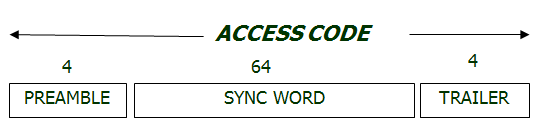 ACCESS CODE
4 64 4
PREAMBLE SYNC WORD TRAILER